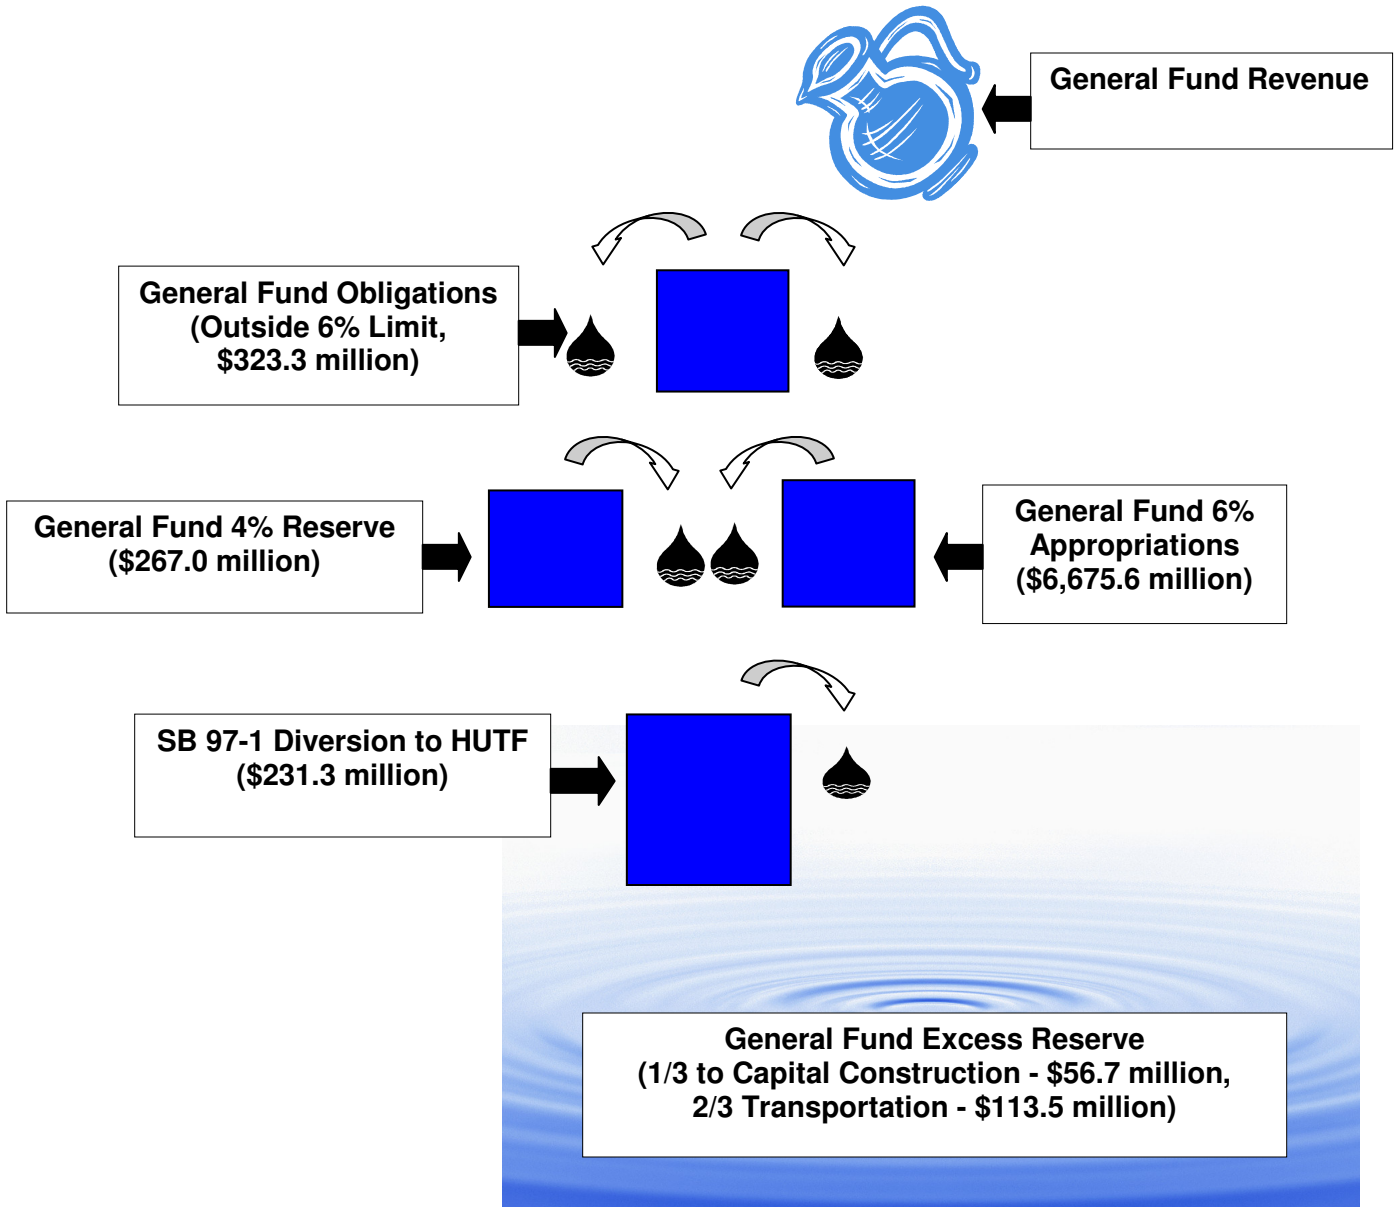 General Fund Revenue
General Fund Obligations
(Outside 6% Limit,
$323.3 million)
General Fund 4% Reserve
($267.0 million)
General Fund 6%
Appropriations
($6,675.6 million)
SB 97-1 Diversion to HUTF
($231.3 million)
General Fund Excess Reserve
(1/3 to Capital Construction - $56.7 million,
2/3 Transportation - $113.5 million)